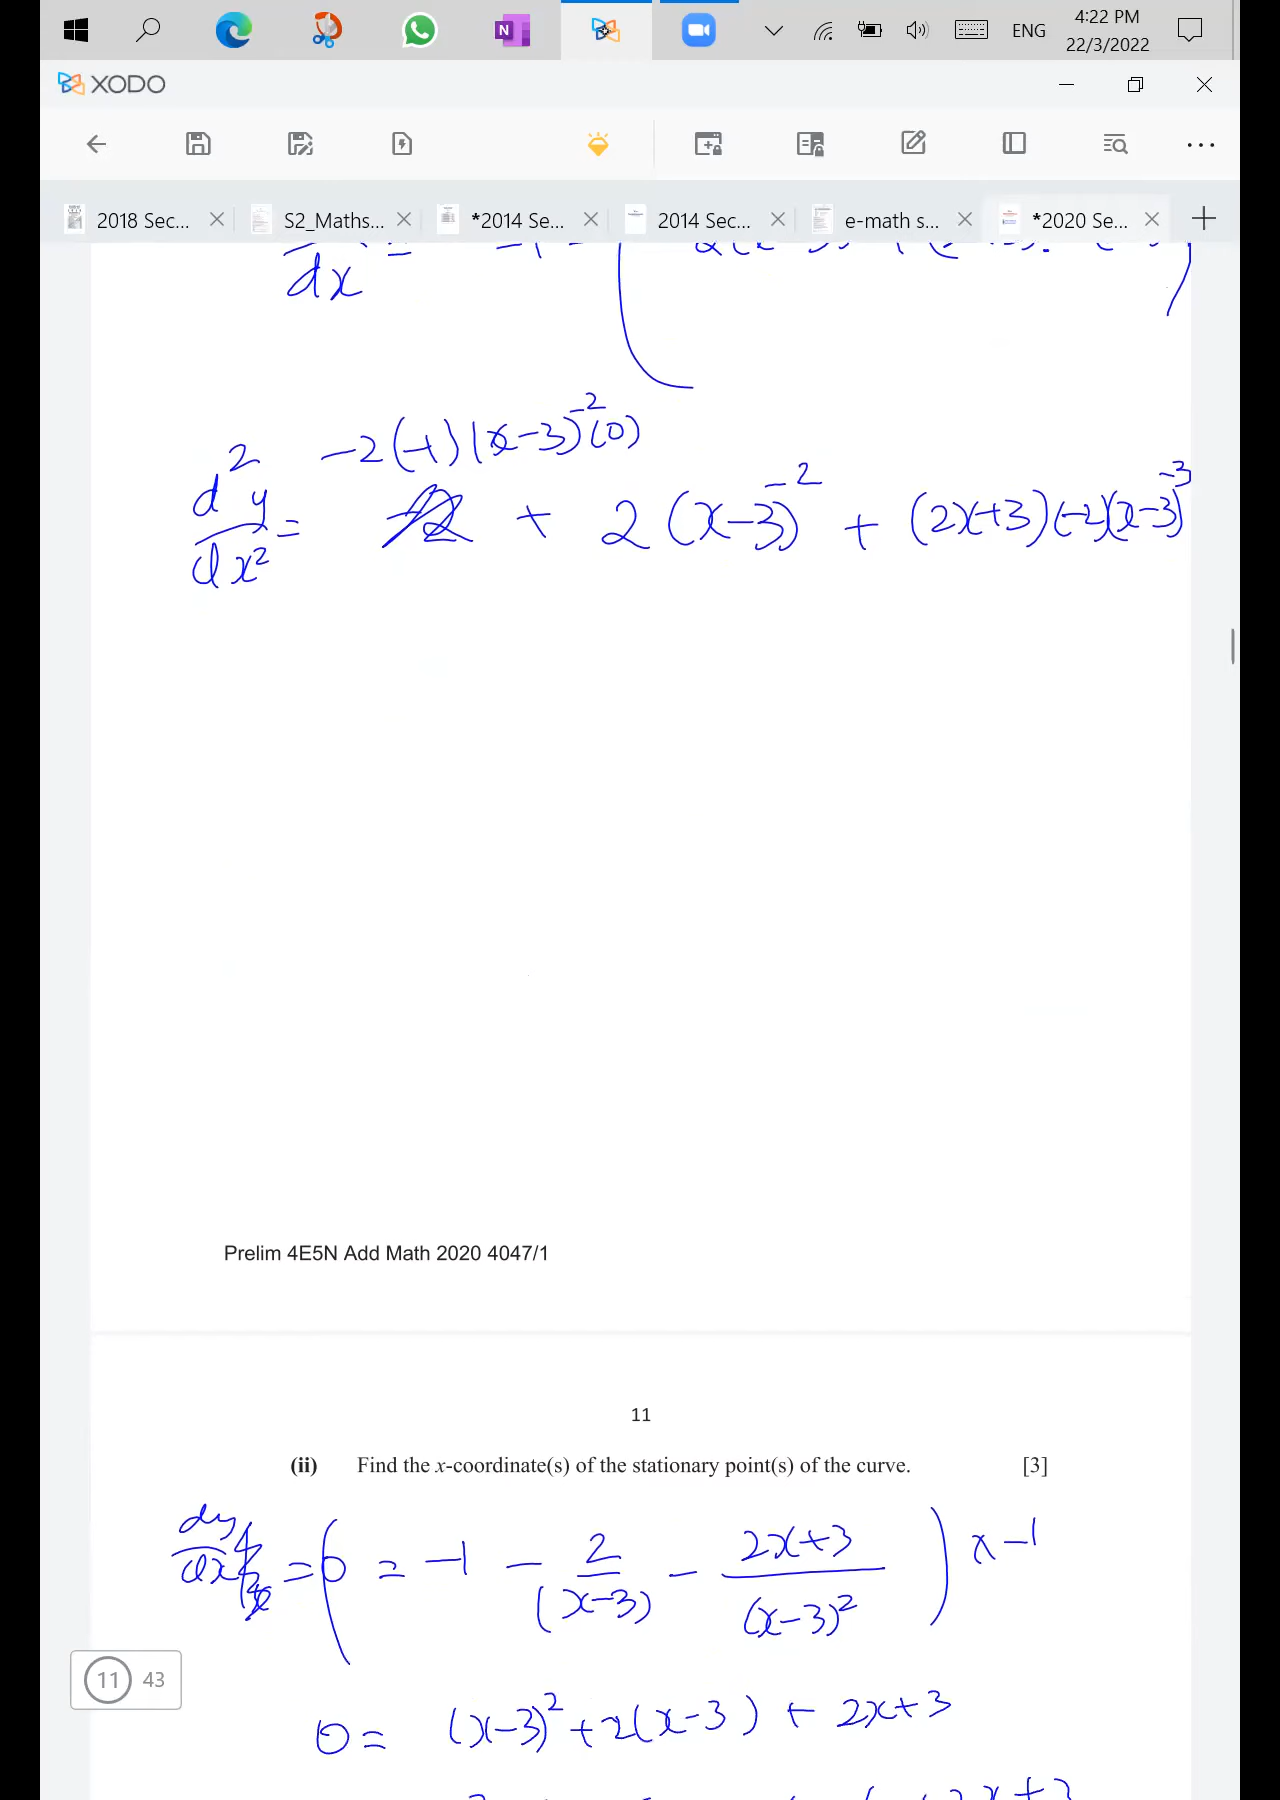 ENG
4:22 PM
22/3/2022
XODO
2018 Sec...
S2_Maths...
*2014 Se...
2014 Sec...
e-math s...
*2020 Se...
dx
-2(-1)(x-3)^-2(0)
d²y/dx² = + 2(x-3)^-2 + (2x+3)(-2)(x-3)^-3
Prelim 4E5N Add Math 2020 4047/1
11
(ii) Find the x-coordinate(s) of the stationary point(s) of the curve. [3]
dy/dx = (0 = -1 - 2/(x-3) - (2x+3)/(x-3)²) x -1
0 = (x-3)² + 2(x-3) + 2x+3
11 43